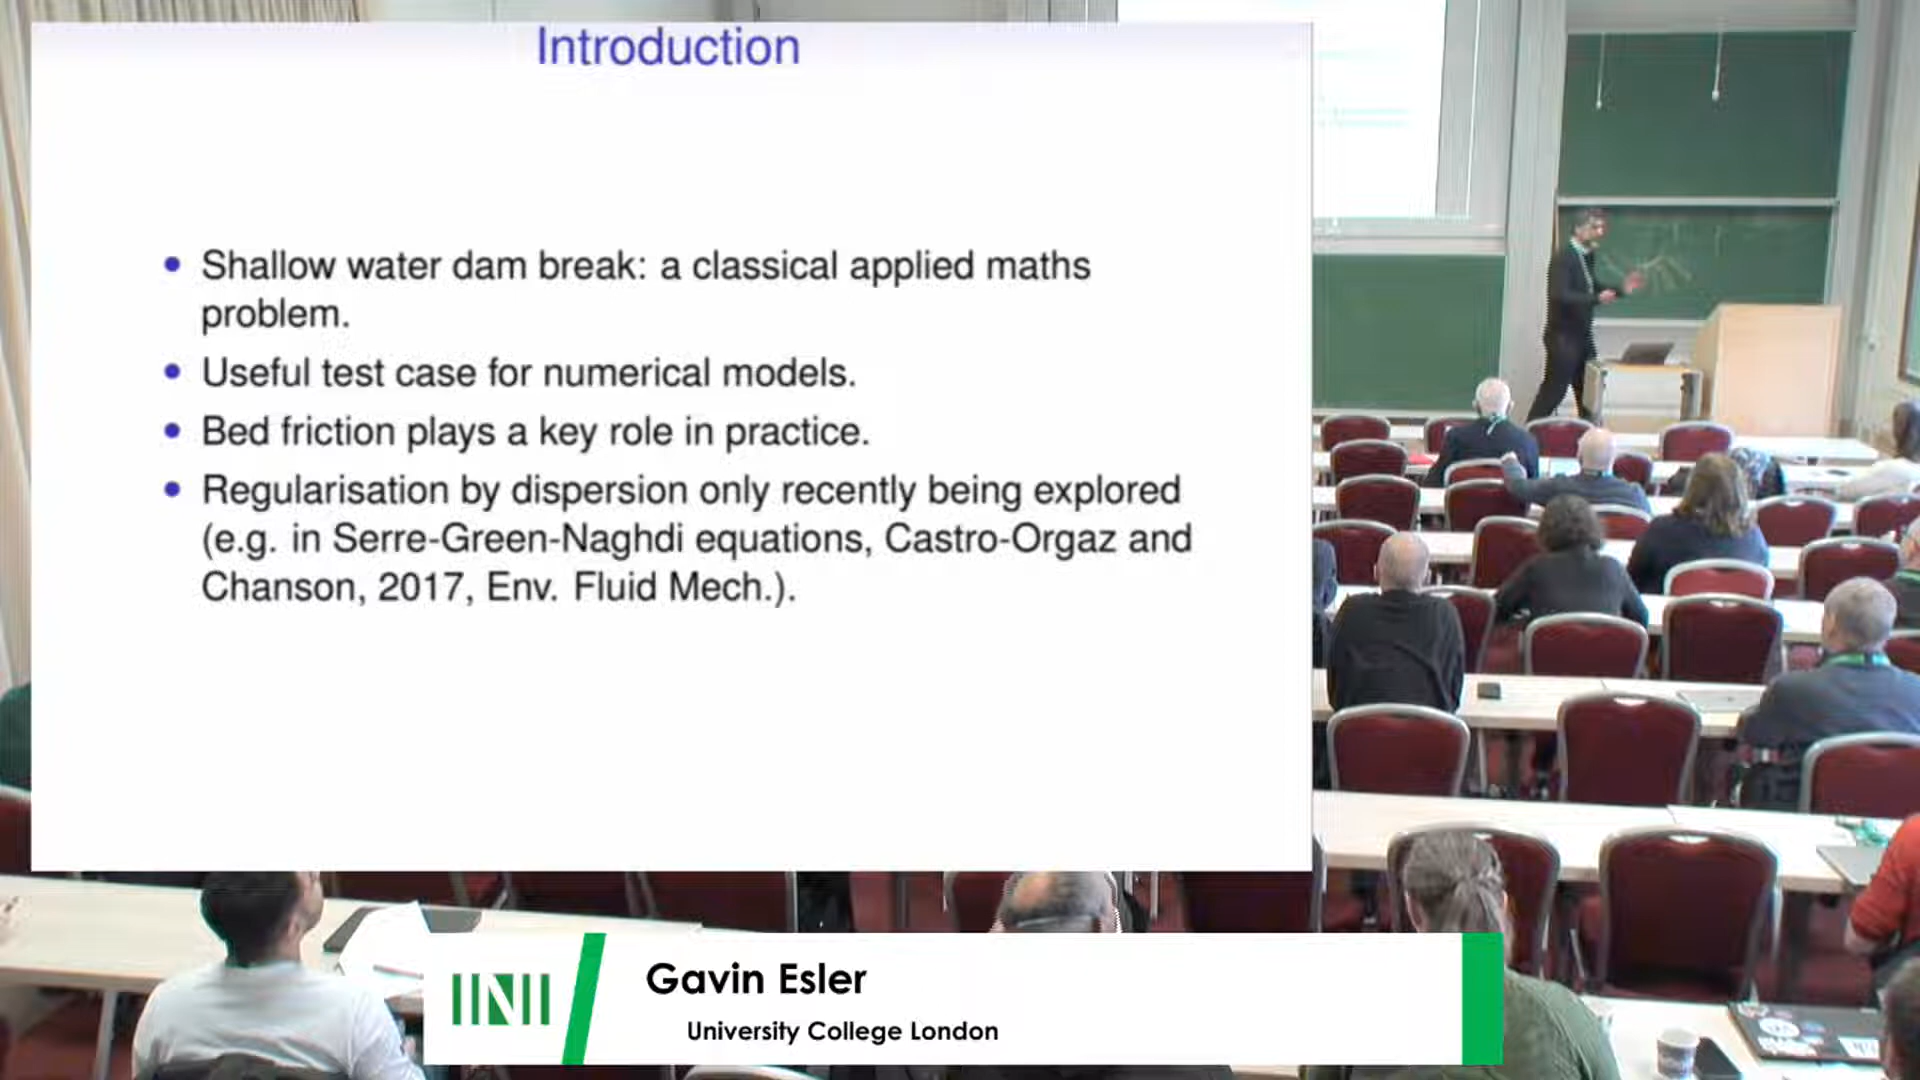 Introduction
• Shallow water dam break: a classical applied maths
problem.
• Useful test case for numerical models.
• Bed friction plays a key role in practice.
• Regularisation by dispersion only recently being explored
(e.g. in Serre-Green-Naghdi equations, Castro-Orgaz and
Chanson, 2017, Env. Fluid Mech.).
Gavin Esler
University College London